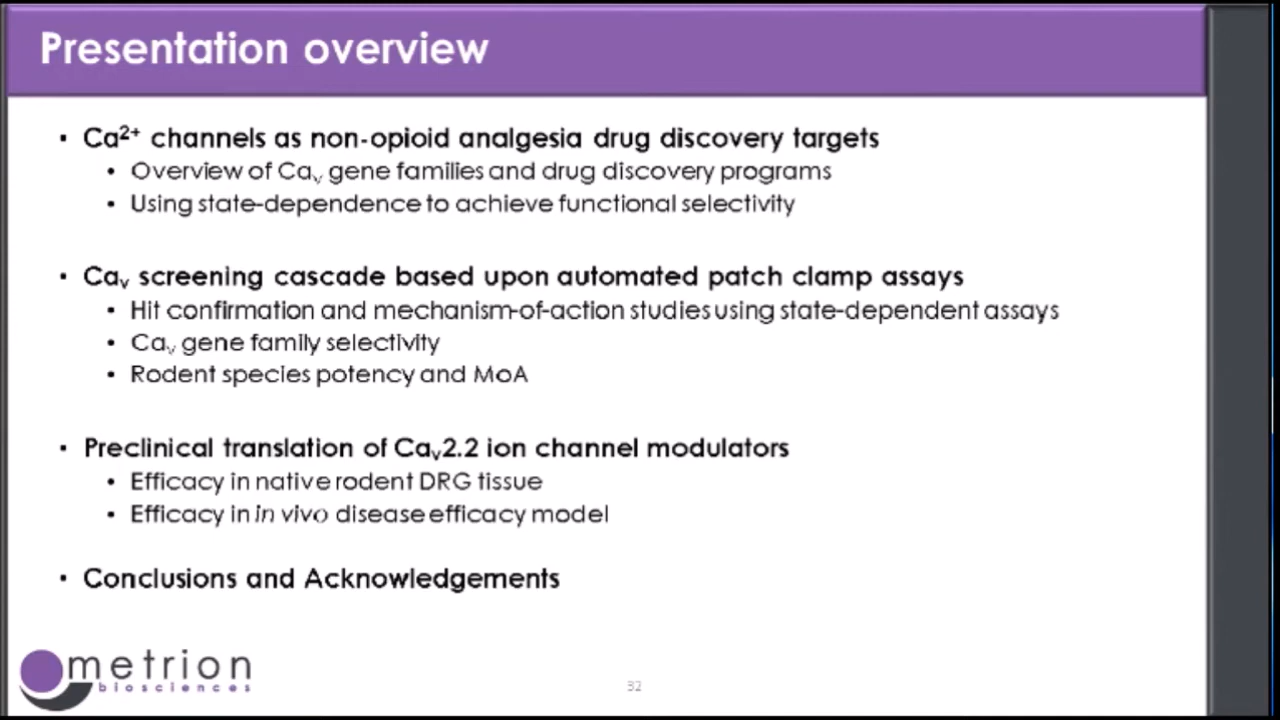 Presentation overview
▪ Ca²⁺ channels as non-opioid analgesia drug discovery targets
• Overview of Caᵥ gene families and drug discovery programs
• Using state-dependence to achieve functional selectivity
▪ Caᵥ screening cascade based upon automated patch clamp assays
• Hit confirmation and mechanism-of-action studies using state-dependent assays
• Caᵥ gene family selectivity
• Rodent species potency and MoA
▪ Preclinical translation of Caᵥ2.2 ion channel modulators
• Efficacy in native rodent DRG tissue
• Efficacy in in vivo disease efficacy model
▪ Conclusions and Acknowledgements
metrion
biosciences
32